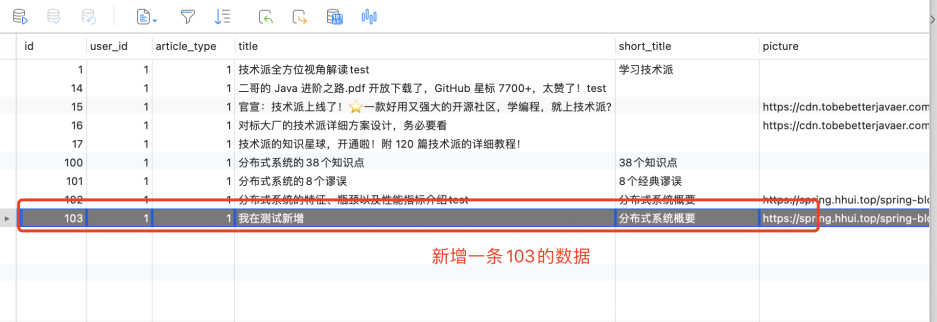 id user_id article_type title short_title picture
1 1 1 技术派全方位视角解读test 学习技术派
14 1 1 二哥的 Java 进阶之路.pdf 开放下载了，GitHub 星标 7700+，太赞了！test
15 1 1 官宣：技术派上线了！⭐一款好用又强大的开源社区，学编程，就上技术派? https://cdn.tobebetterjavaer.com
16 1 1 对标大厂的技术派详细方案设计，务必要看 https://cdn.tobebetterjavaer.com
17 1 1 技术派的知识星球，开通啦！附 120 篇技术派的详细教程！
100 1 1 分布式系统的38个知识点 38个知识点
101 1 1 分布式系统的8个谬误 8个经典谬误
102 1 1 分布式系统的特征、瓶颈以及性能指标介绍test 分布式系统概要 https://spring.hhui.top/spring-blo
103 1 1 我在测试新增 分布式系统概要 https://spring.hhui.top/spring-blo
新增一条103的数据